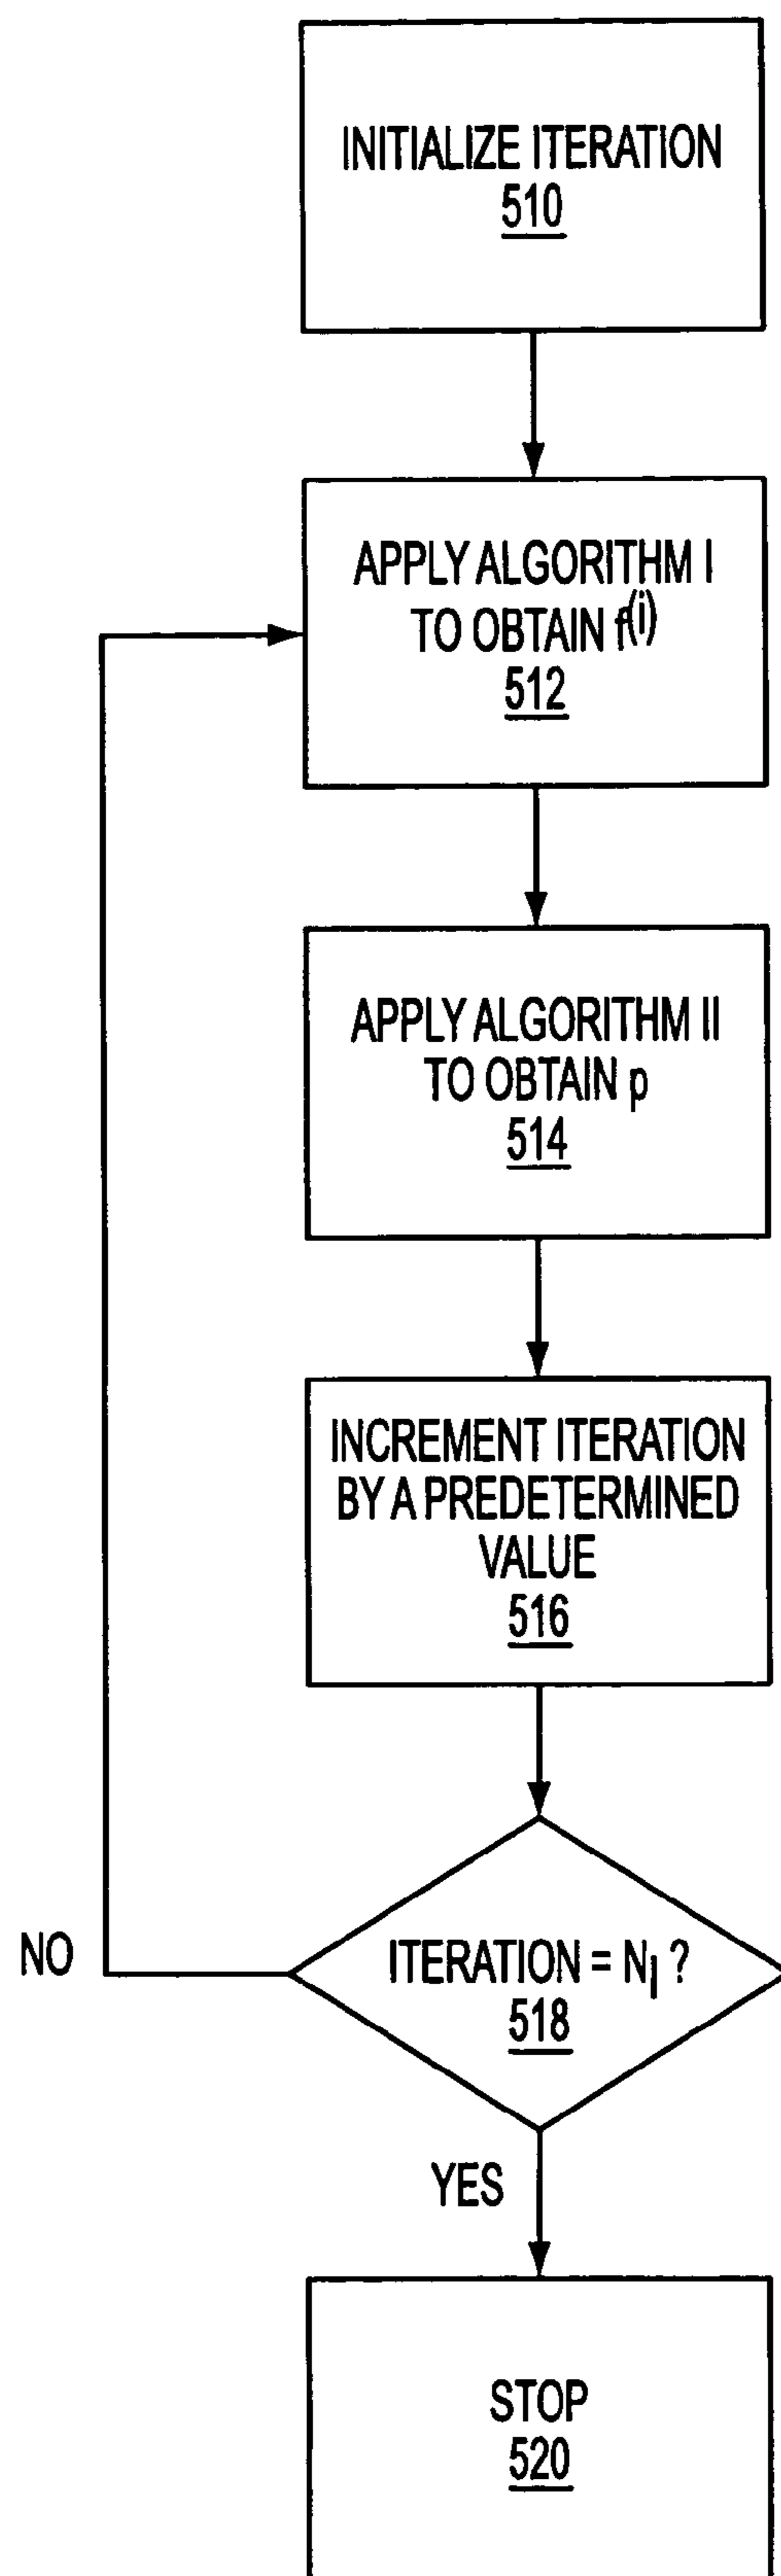 INITIALIZE ITERATION
510
APPLY ALGORITHM I
TO OBTAIN f(i)
512
APPLY ALGORITHM II
TO OBTAIN p
514
INCREMENT ITERATION
BY A PREDETERMINED
VALUE
516
ITERATION = NI ?
518
NO
YES
STOP
520